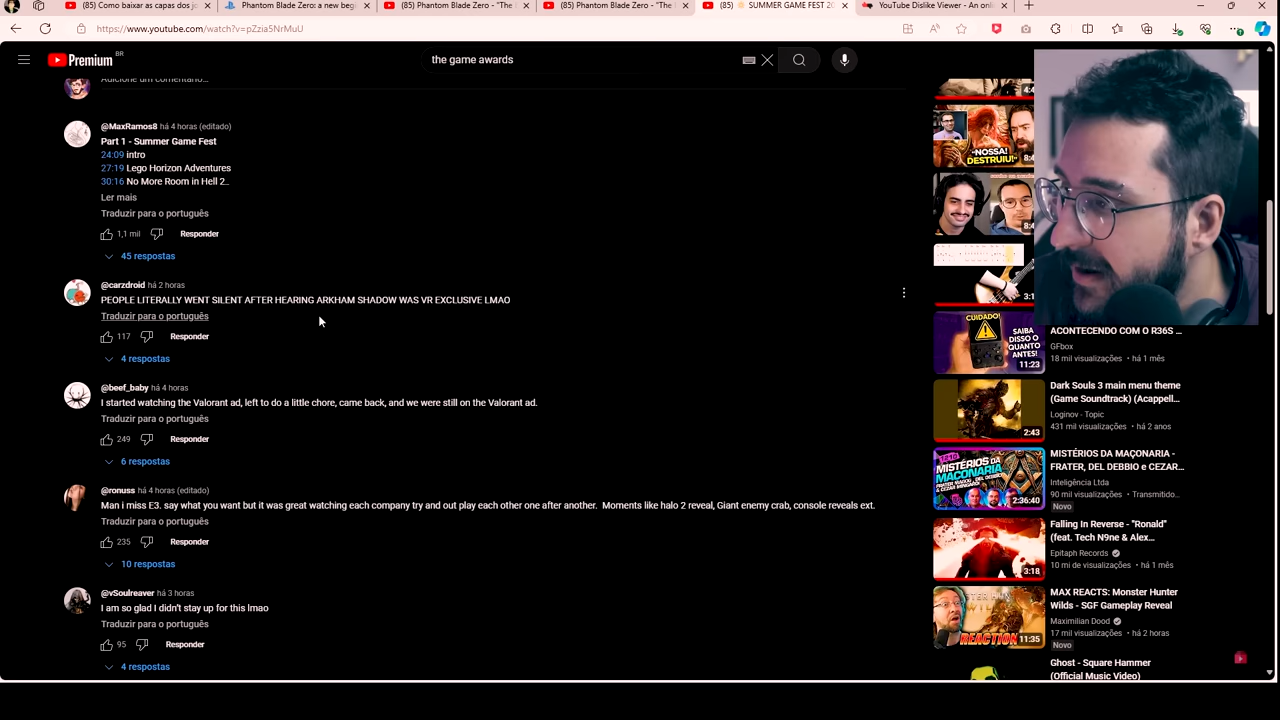 (85) Como baixar as capas dos jo
Phantom Blade Zero: a new begi
(85) Phantom Blade Zero - "The
(85) Phantom Blade Zero - "The
(85) SUMMER GAME FEST 20
YouTube Dislike Viewer - An onli
https://www.youtube.com/watch?v=pZzia5NrMuU
Premium BR
the game awards
Adicione um comentário...
@MaxRamos8 há 4 horas (editado)
Part 1 - Summer Game Fest
24:09 intro
27:19 Lego Horizon Adventures
30:16 No More Room in Hell 2..
Ler mais
Traduzir para o português
1,1 mil Responder
45 respostas
@carzdroid há 2 horas
PEOPLE LITERALLY WENT SILENT AFTER HEARING ARKHAM SHADOW WAS VR EXCLUSIVE LMAO
Traduzir para o português
117 Responder
4 respostas
@beef_baby há 4 horas
I started watching the Valorant ad, left to do a little chore, came back, and we were still on the Valorant ad.
Traduzir para o português
249 Responder
6 respostas
@ronuss há 4 horas (editado)
Man i miss E3. say what you want but it was great watching each company try and out play each other one after another. Moments like halo 2 reveal, Giant enemy crab, console reveals ext.
Traduzir para o português
235 Responder
10 respostas
@vSoulreaver há 3 horas
I am so glad I didn't stay up for this lmao
Traduzir para o português
95 Responder
4 respostas
"NOSSA!
DESTRUIU!"
CUIDADO!
SAIBA
DISSO O
QUANTO
ANTES!
11:23
ACONTECENDO COM O R36S ...
GFbox
18 mil visualizações • há 1 mês
2:43
Dark Souls 3 main menu theme
(Game Soundtrack) (Acappell...
Loginov - Topic
431 mil visualizações • há 2 anos
MISTÉRIOS DA
MAÇONARIA
2:36:40
MISTÉRIOS DA MAÇONARIA -
FRATER, DEL DEBBIO e CEZAR...
Inteligência Ltda
90 mil visualizações • Transmitido...
Novo
3:18
Falling In Reverse - "Ronald"
(feat. Tech N9ne & Alex...
Epitaph Records
10 mi de visualizações • há 1 mês
REACTION
11:35
MAX REACTS: Monster Hunter
Wilds - SGF Gameplay Reveal
Maximilian Dood
17 mil visualizações • há 2 horas
Novo
Ghost - Square Hammer
(Official Music Video)